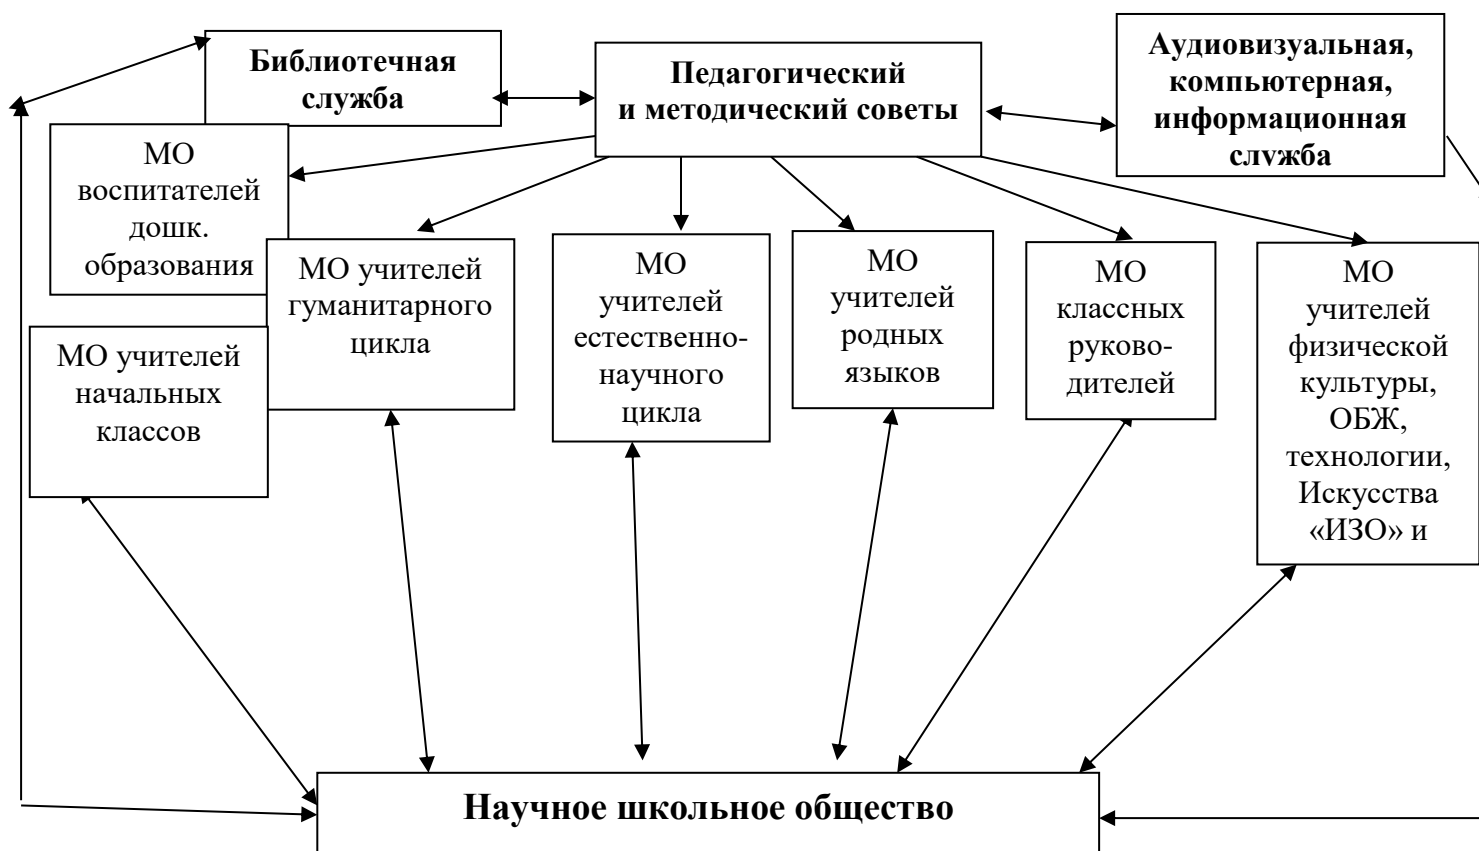 Библиотечная
служба
Педагогический
и методический советы
Аудиовизуальная,
компьютерная,
информационная
служба
МО
воспитателей
дошк.
образования
МО учителей
начальных
классов
МО учителей
гуманитарного
цикла
МО
учителей
естественно-
научного
цикла
МО
учителей
родных
языков
МО
классных
руково-
дителей
МО
учителей
физической
культуры,
ОБЖ,
технологии,
Искусства
«ИЗО» и
Научное школьное общество